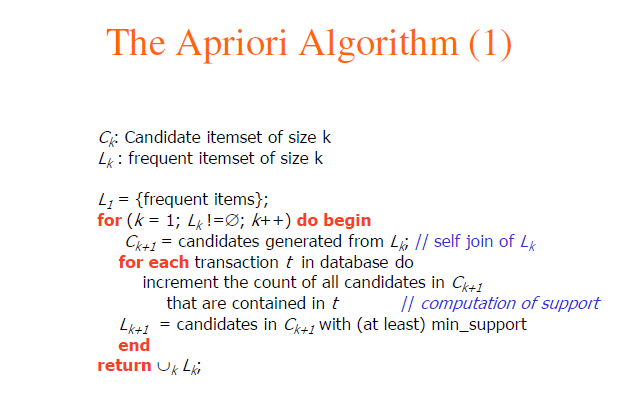 The Apriori Algorithm (1)
Cₖ: Candidate itemset of size k
Lₖ : frequent itemset of size k
L₁ = {frequent items};
for (k = 1; Lₖ !=∅; k++) do begin
Cₖ₊₁ = candidates generated from Lₖ; // self join of Lₖ
for each transaction t in database do
increment the count of all candidates in Cₖ₊₁
that are contained in t // computation of support
Lₖ₊₁ = candidates in Cₖ₊₁ with (at least) min_support
end
return ∪ₖ Lₖ;